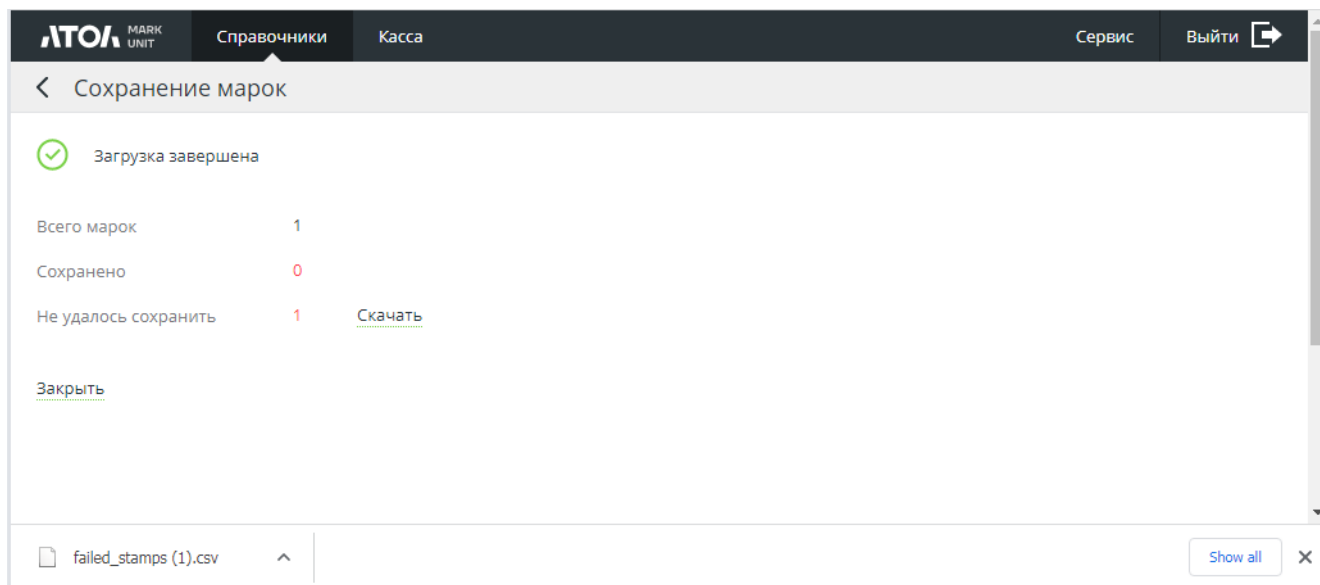 АТОЛ MARK UNIT Справочники Касса Сервис Выйти
Сохранение марок
Загрузка завершена
Всего марок 1
Сохранено 0
Не удалось сохранить 1 Скачать
Закрыть
failed_stamps (1).csv Show all